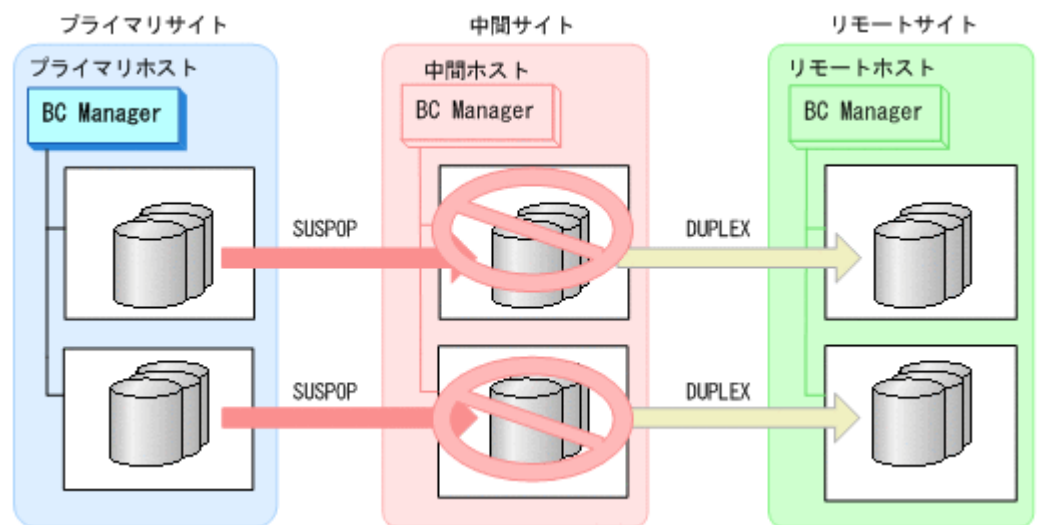 プライマリサイト
中間サイト
リモートサイト
プライマリホスト
中間ホスト
リモートホスト
BC Manager
BC Manager
BC Manager
SUSPOP
DUPLEX
SUSPOP
DUPLEX